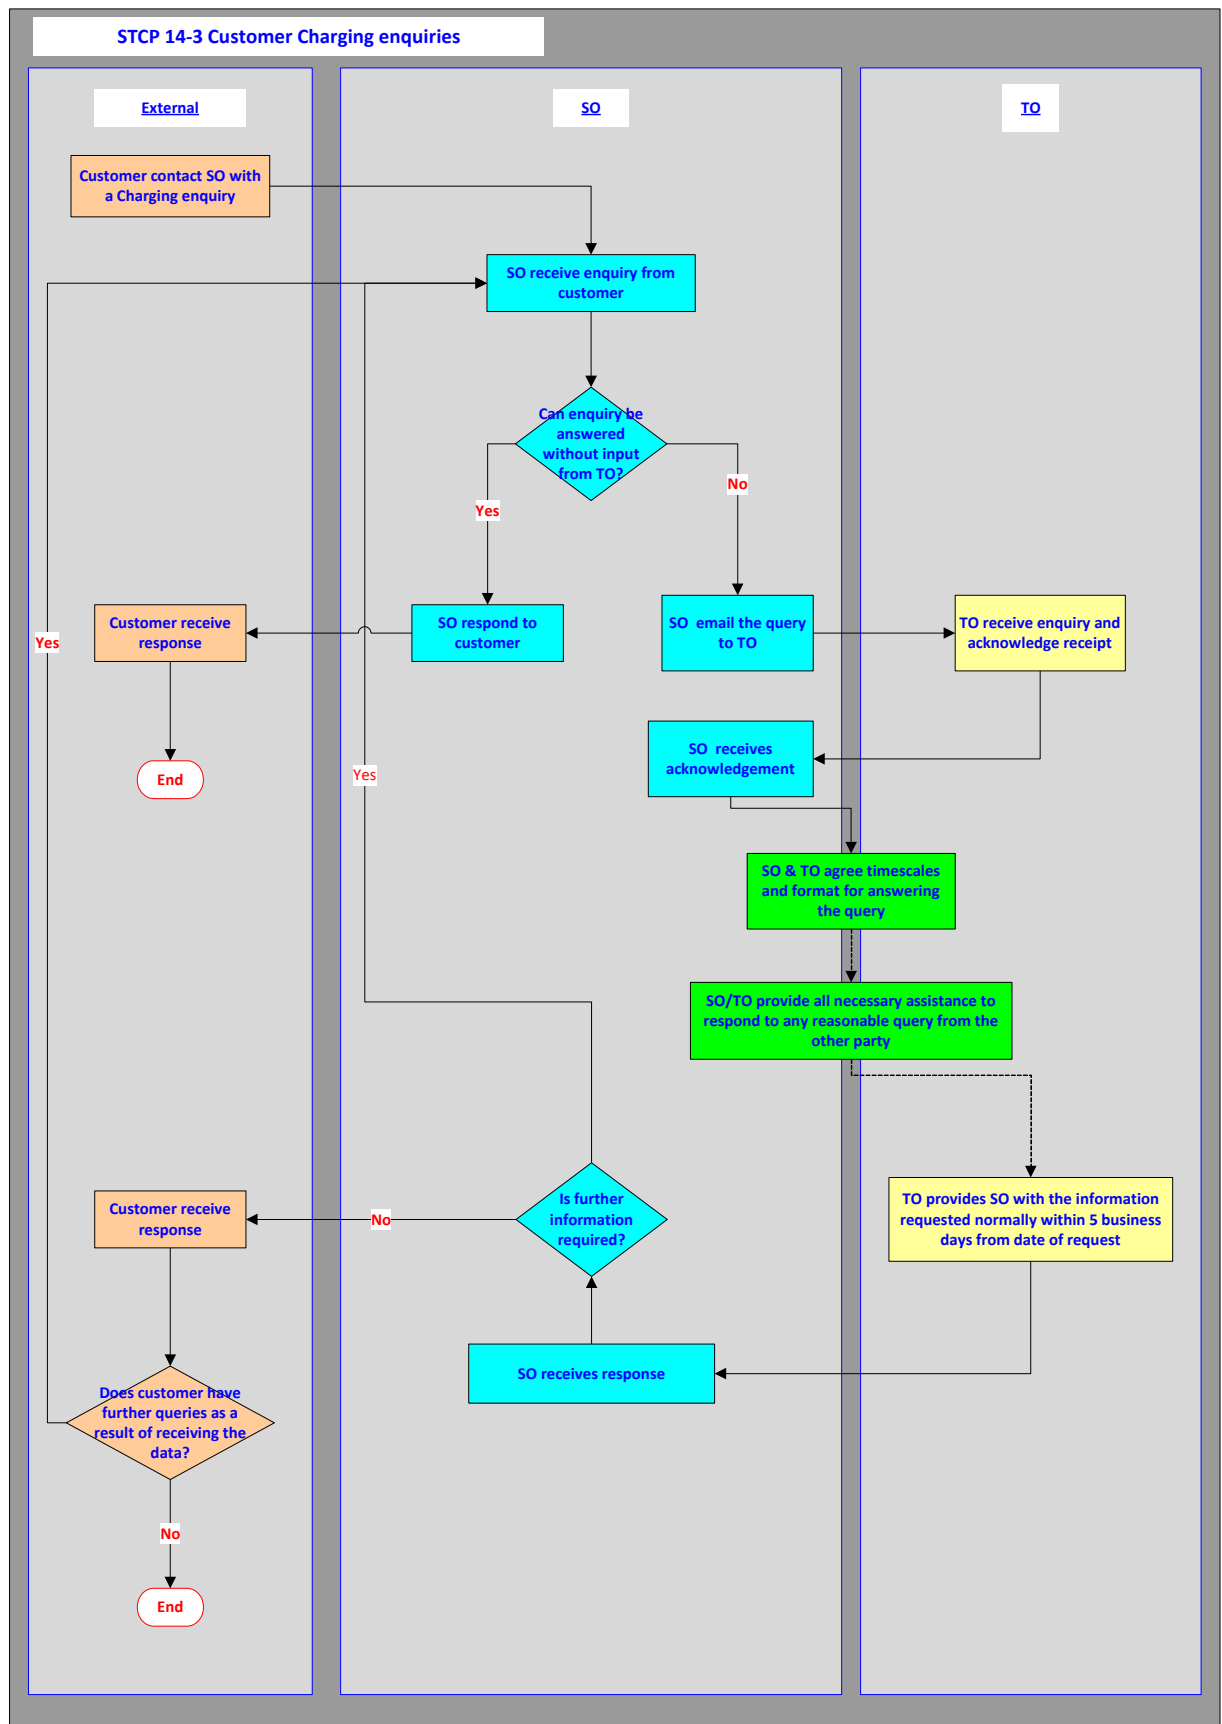 STCP 14-3 Customer Charging enquiries
External
SO
TO
Customer contact SO with
a Charging enquiry
SO receive enquiry from
customer
Can enquiry be
answered
without input
from TO?
No
Yes
Customer receive
response
SO respond to
customer
SO email the query
to TO
TO receive enquiry and
acknowledge receipt
Yes
SO receives
acknowledgement
End
Yes
SO & TO agree timescales
and format for answering
the query
SO/TO provide all necessary assistance to
respond to any reasonable query from the
other party
Customer receive
response
No
Is further
information
required?
TO provides SO with the information
requested normally within 5 business
days from date of request
SO receives response
Does customer have
further queries as a
result of receiving the
data?
No
End